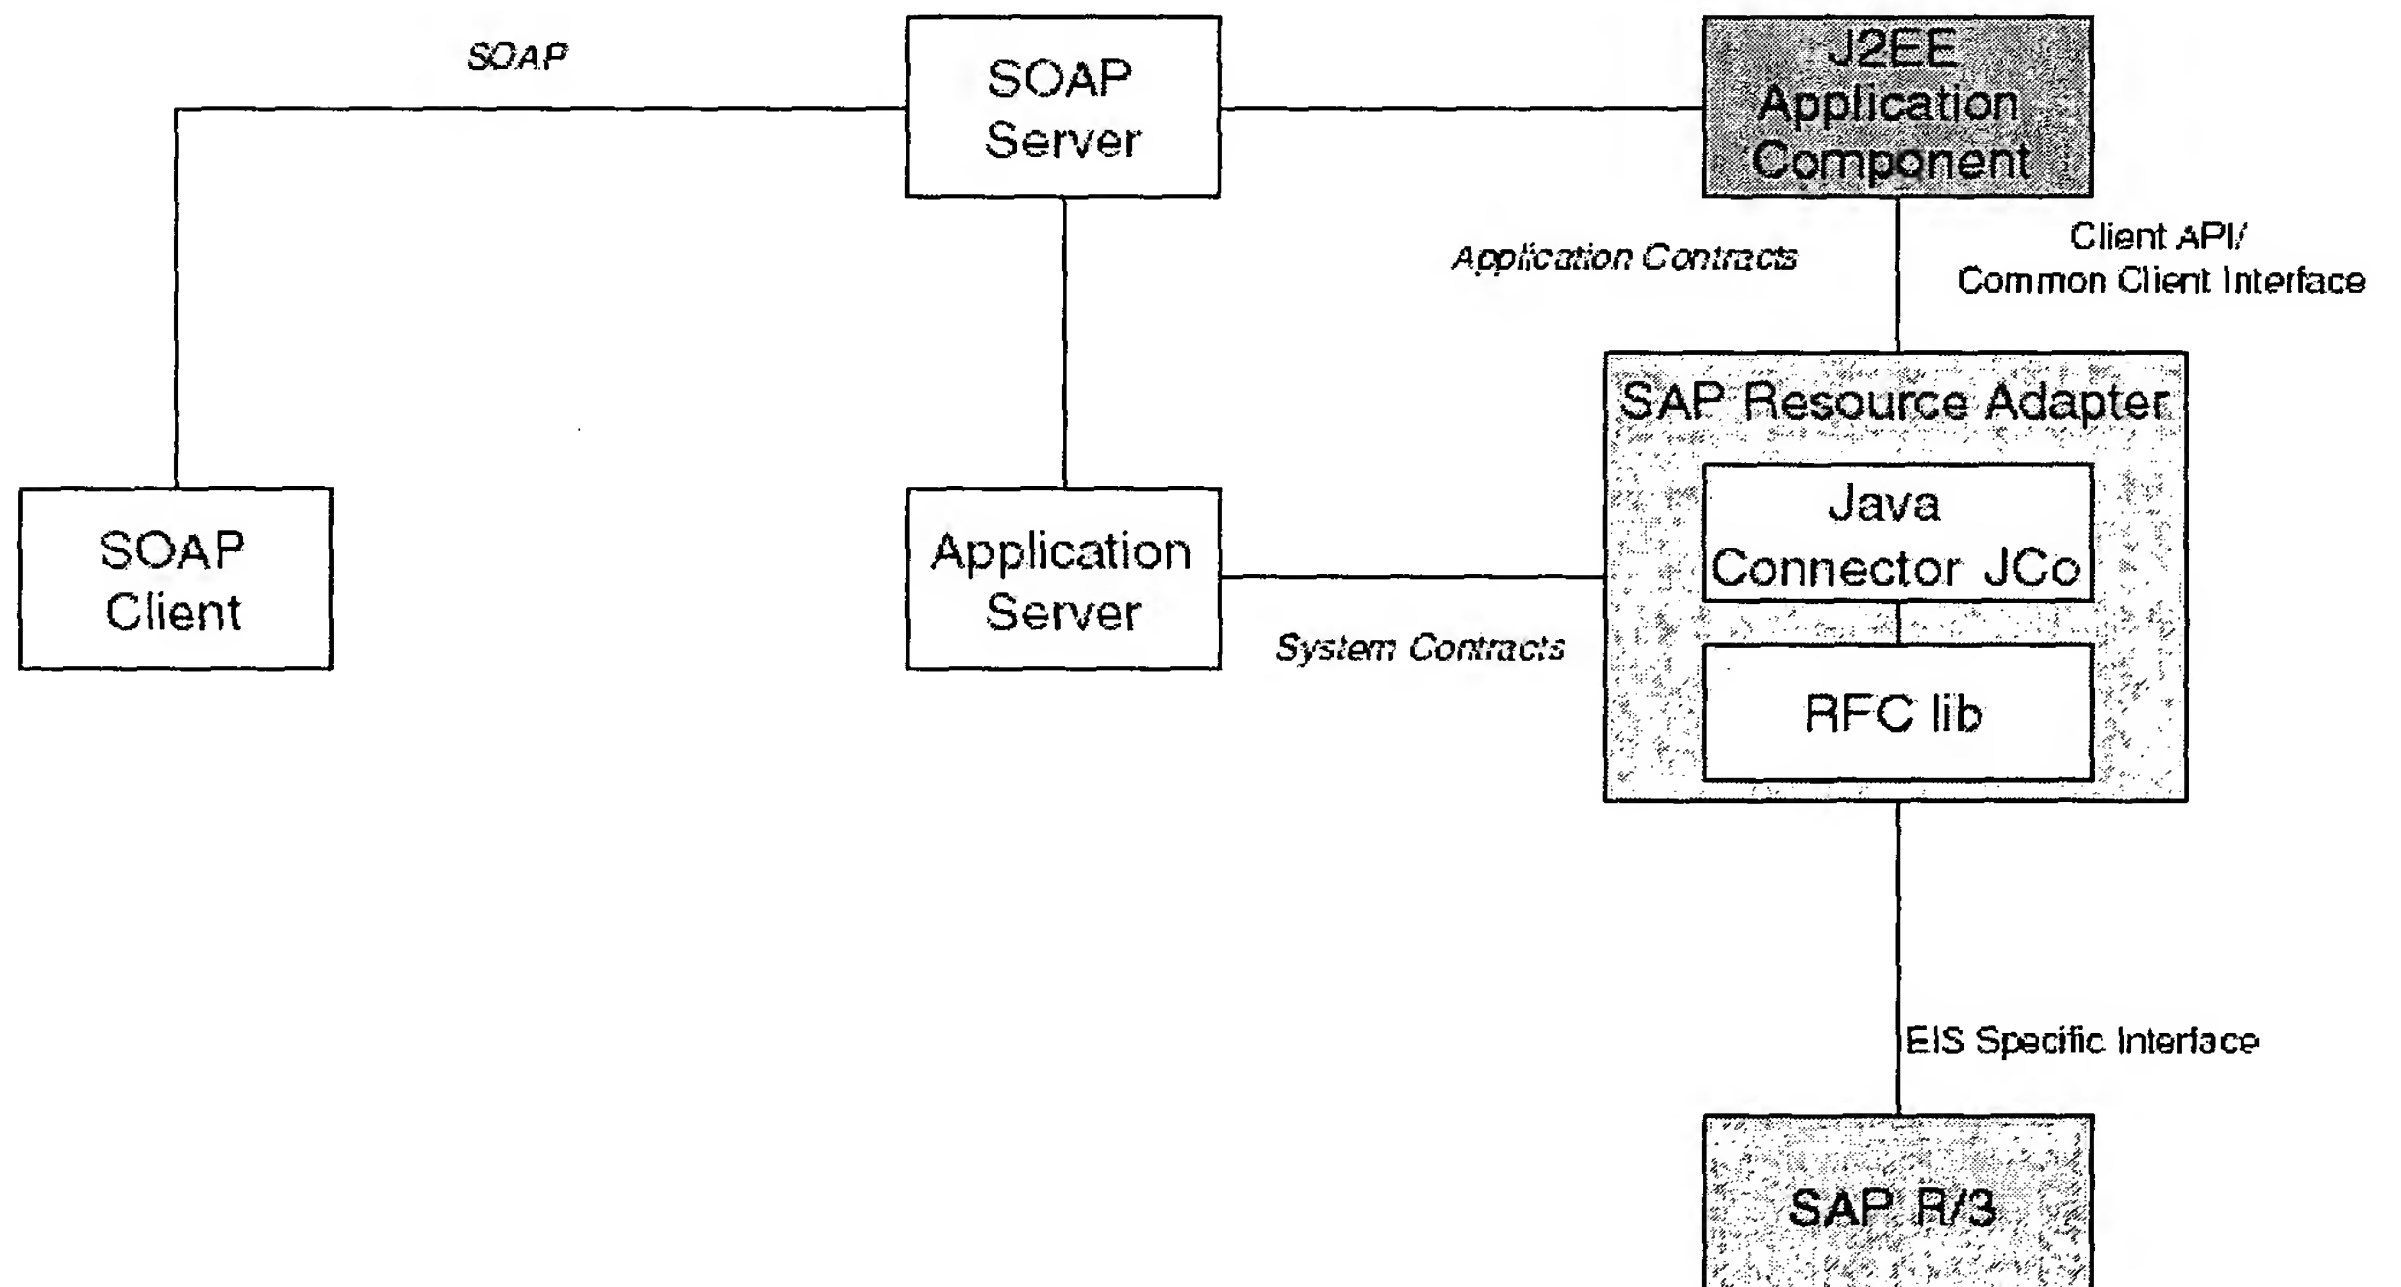 SOAP
SOAP
Server
J2EE
Application
Component
Application Contracts
Client API/
Common Client Interface
SAP Resource Adapter
Java
Connector JCo
RFC lib
SOAP
Client
Application
Server
System Contracts
EIS Specific Interface
SAP R/3